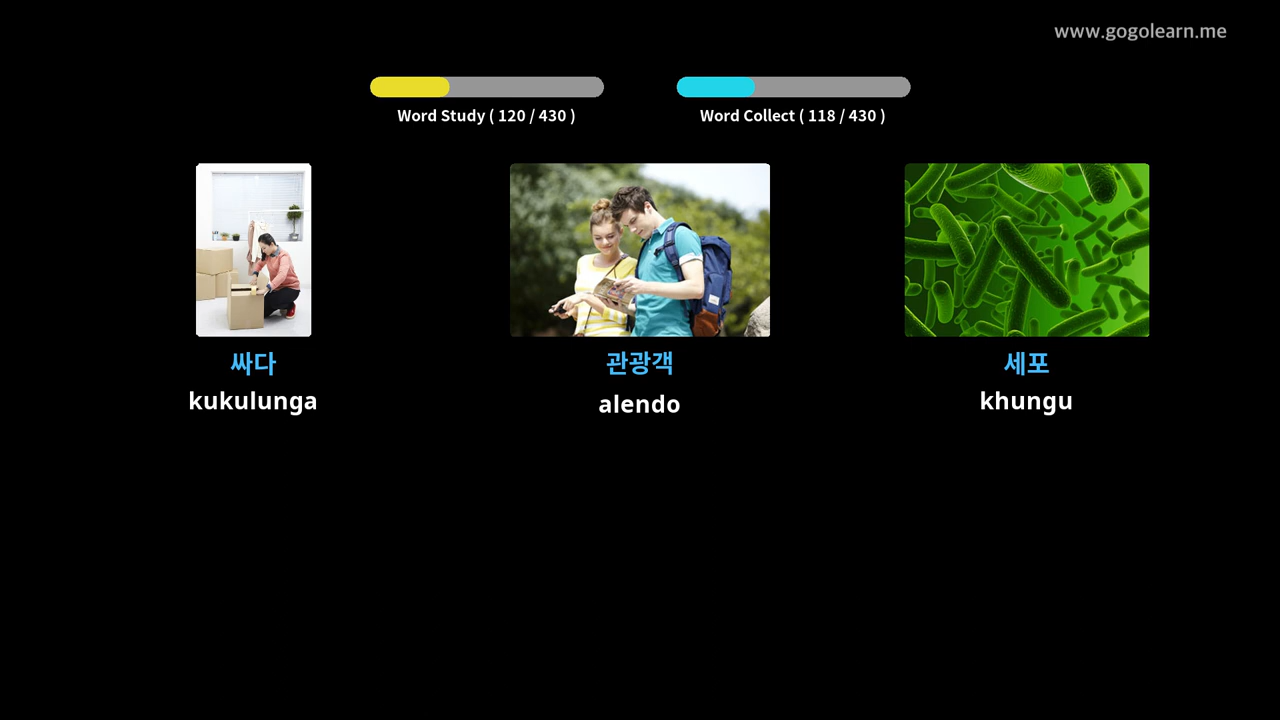 www.gogolearn.me
Word Study ( 120 / 430 )
Word Collect ( 118 / 430 )
싸다
관광객
세포
kukulunga
alendo
khungu